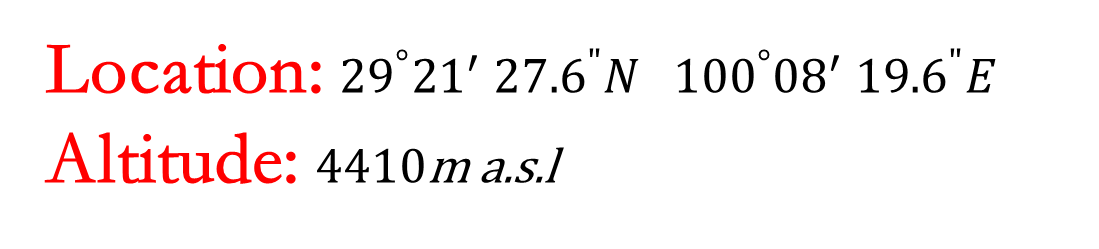 Location: 29°21′ 27.6"N 100°08′ 19.6"E
Altitude: 4410m a.s.l